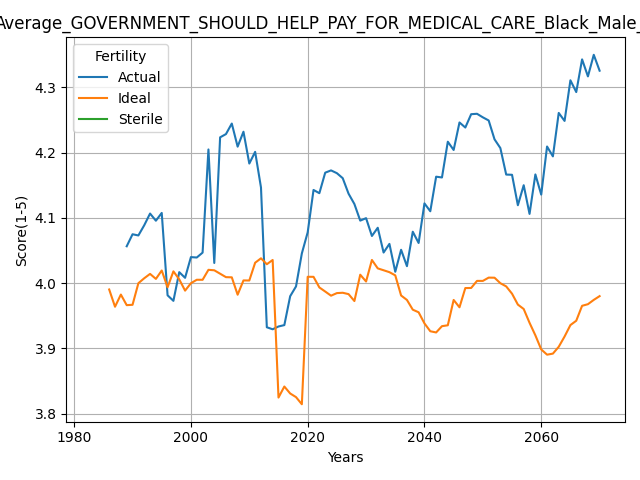 Average_GOVERNMENT_SHOULD_HELP_PAY_FOR_MEDICAL_CARE_Black_Male_
Fertility
Actual
Ideal
Sterile
Score(1-5)
4.3
4.2
4.1
4.0
3.9
3.8
1980
2000
2020
2040
2060
Years